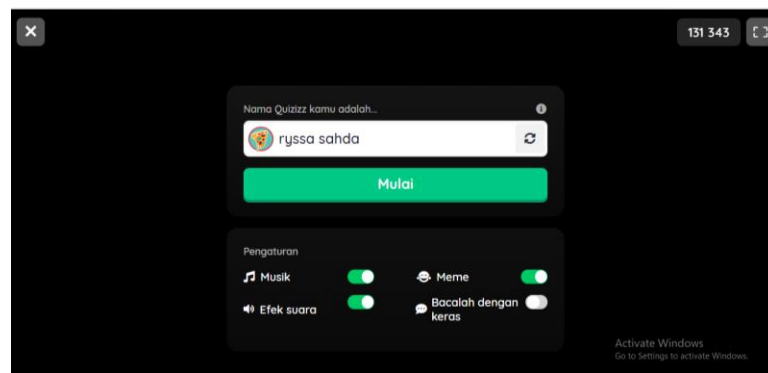 131 343
Nama Quizizz kamu adalah...
ryssa sahda
Mulai
Pengaturan
Musik
Meme
Efek suara
Bacalah dengan
keras
Activate Windows
Go to Settings to activate Windows.